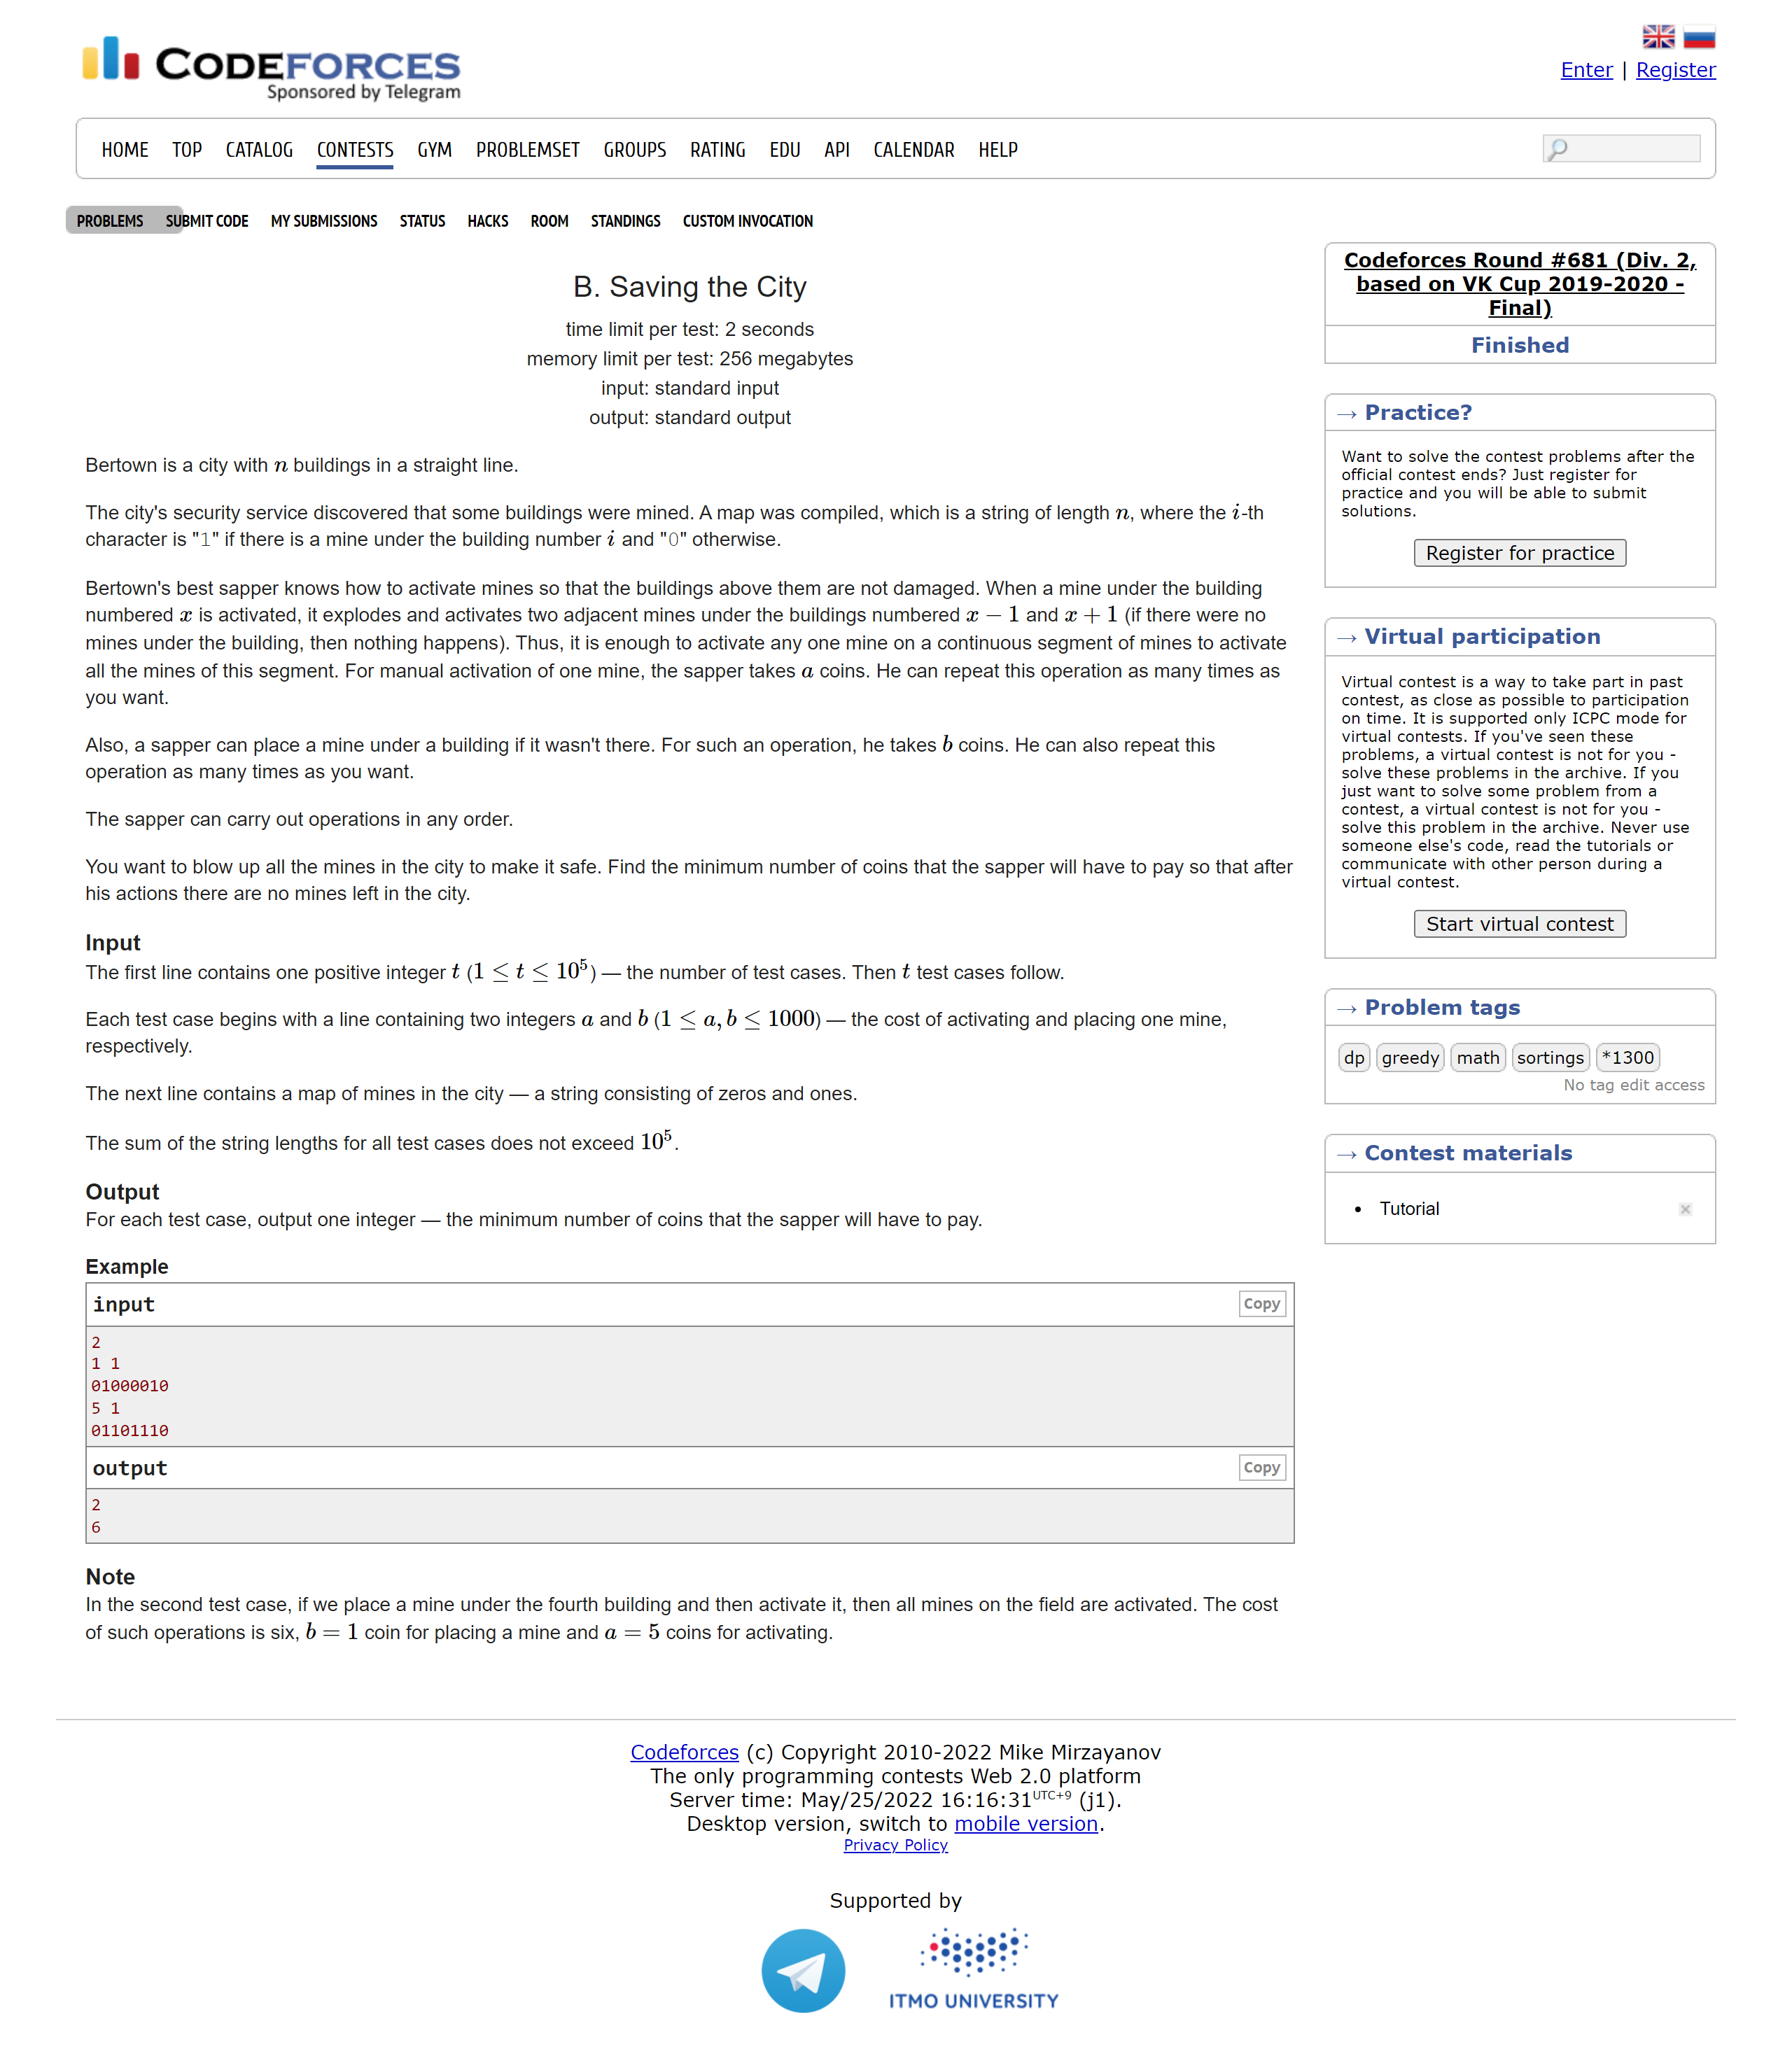 CODEFORCES
Sponsored by Telegram
Enter | Register
HOME TOP CATALOG CONTESTS GYM PROBLEMSET GROUPS RATING EDU API CALENDAR HELP
PROBLEMS SUBMIT CODE MY SUBMISSIONS STATUS HACKS ROOM STANDINGS CUSTOM INVOCATION
B. Saving the City
time limit per test: 2 seconds
memory limit per test: 256 megabytes
input: standard input
output: standard output
Bertown is a city with n buildings in a straight line.
The city's security service discovered that some buildings were mined. A map was compiled, which is a string of length n, where the i-th
character is "1" if there is a mine under the building number i and "0" otherwise.
Bertown's best sapper knows how to activate mines so that the buildings above them are not damaged. When a mine under the building
numbered x is activated, it explodes and activates two adjacent mines under the buildings numbered x − 1 and x + 1 (if there were no
mines under the building, then nothing happens). Thus, it is enough to activate any one mine on a continuous segment of mines to activate
all the mines of this segment. For manual activation of one mine, the sapper takes a coins. He can repeat this operation as many times as
you want.
Also, a sapper can place a mine under a building if it wasn't there. For such an operation, he takes b coins. He can also repeat this
operation as many times as you want.
The sapper can carry out operations in any order.
You want to blow up all the mines in the city to make it safe. Find the minimum number of coins that the sapper will have to pay so that after
his actions there are no mines left in the city.
Input
The first line contains one positive integer t (1 ≤ t ≤ 10⁵) — the number of test cases. Then t test cases follow.
Each test case begins with a line containing two integers a and b (1 ≤ a, b ≤ 1000) — the cost of activating and placing one mine,
respectively.
The next line contains a map of mines in the city — a string consisting of zeros and ones.
The sum of the string lengths for all test cases does not exceed 10⁵.
Output
For each test case, output one integer — the minimum number of coins that the sapper will have to pay.
Example
input
Copy
2
1 1
01000010
5 1
01101110
output
Copy
2
6
Note
In the second test case, if we place a mine under the fourth building and then activate it, then all mines on the field are activated. The cost
of such operations is six, b = 1 coin for placing a mine and a = 5 coins for activating.
Codeforces Round #681 (Div. 2,
based on VK Cup 2019-2020 -
Final)
Finished
→ Practice?
Want to solve the contest problems after the
official contest ends? Just register for
practice and you will be able to submit
solutions.
Register for practice
→ Virtual participation
Virtual contest is a way to take part in past
contest, as close as possible to participation
on time. It is supported only ICPC mode for
virtual contests. If you've seen these
problems, a virtual contest is not for you -
solve these problems in the archive. If you
just want to solve some problem from a
contest, a virtual contest is not for you -
solve this problem in the archive. Never use
someone else's code, read the tutorials or
communicate with other person during a
virtual contest.
Start virtual contest
→ Problem tags
dp greedy math sortings *1300
No tag edit access
→ Contest materials
• Tutorial
Codeforces (c) Copyright 2010-2022 Mike Mirzayanov
The only programming contests Web 2.0 platform
Server time: May/25/2022 16:16:31UTC+9 (j1).
Desktop version, switch to mobile version.
Privacy Policy
Supported by
ITMO UNIVERSITY